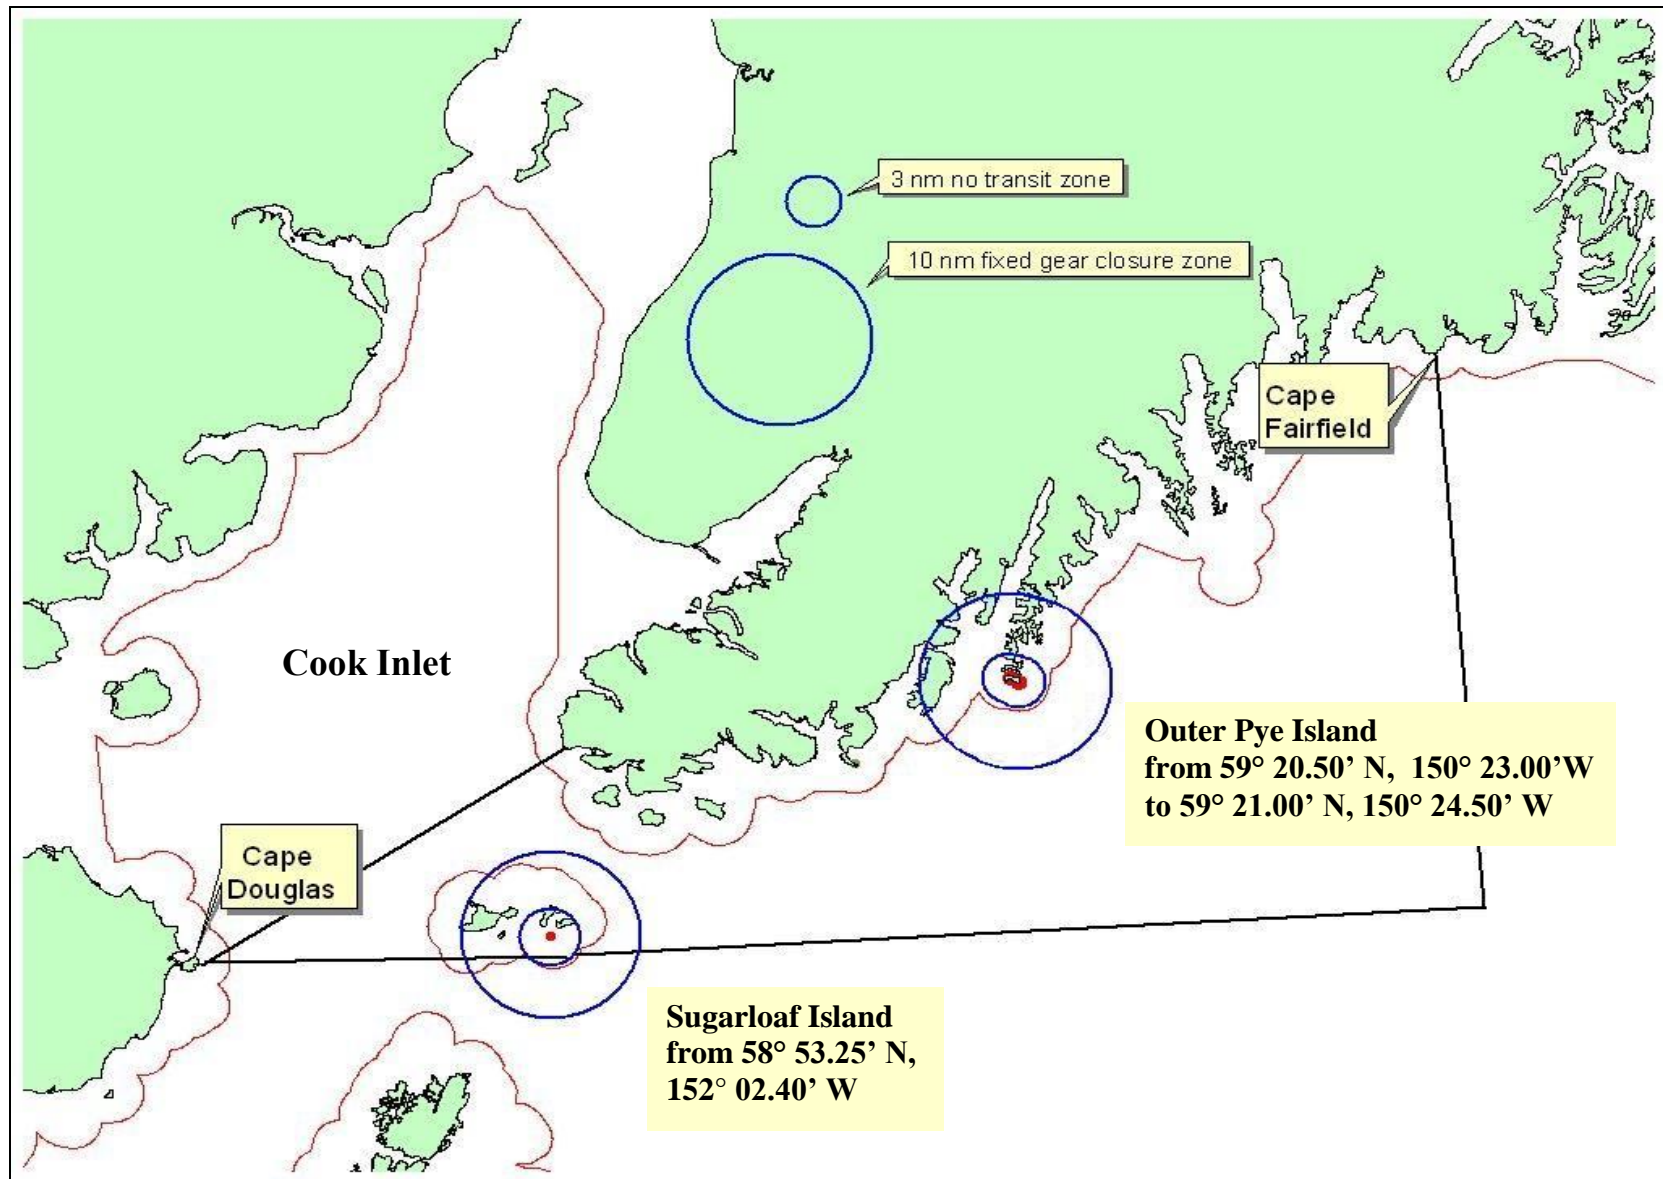 3 nm no transit zone
10 nm fixed gear closure zone
Cape
Fairfield
Cook Inlet
Outer Pye Island
from 59° 20.50’ N,  150° 23.00’W
to 59° 21.00’ N, 150° 24.50’ W
Cape
Douglas
Sugarloaf Island
from 58° 53.25’ N,
152° 02.40’ W